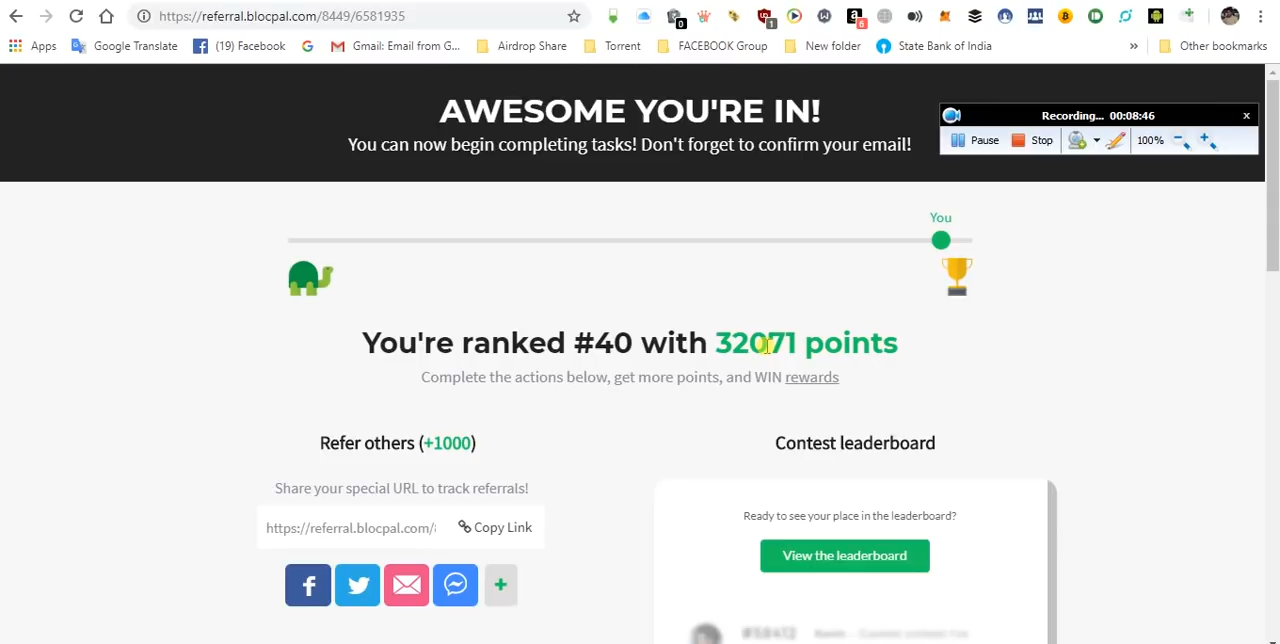 https://referral.blocpal.com/8449/6581935
0
1
6
Apps
Google Translate
(19) Facebook
Gmail: Email from G...
Airdrop Share
Torrent
FACEBOOK Group
New folder
State Bank of India
»
Other bookmarks
AWESOME YOU'RE IN!
You can now begin completing tasks! Don't forget to confirm your email!
Recording... 00:08:46
Pause
Stop
100%
You
You're ranked #40 with 32071 points
Complete the actions below, get more points, and WIN rewards
Refer others (+1000)
Contest leaderboard
Share your special URL to track referrals!
https://referral.blocpal.com/8
Copy Link
Ready to see your place in the leaderboard?
View the leaderboard